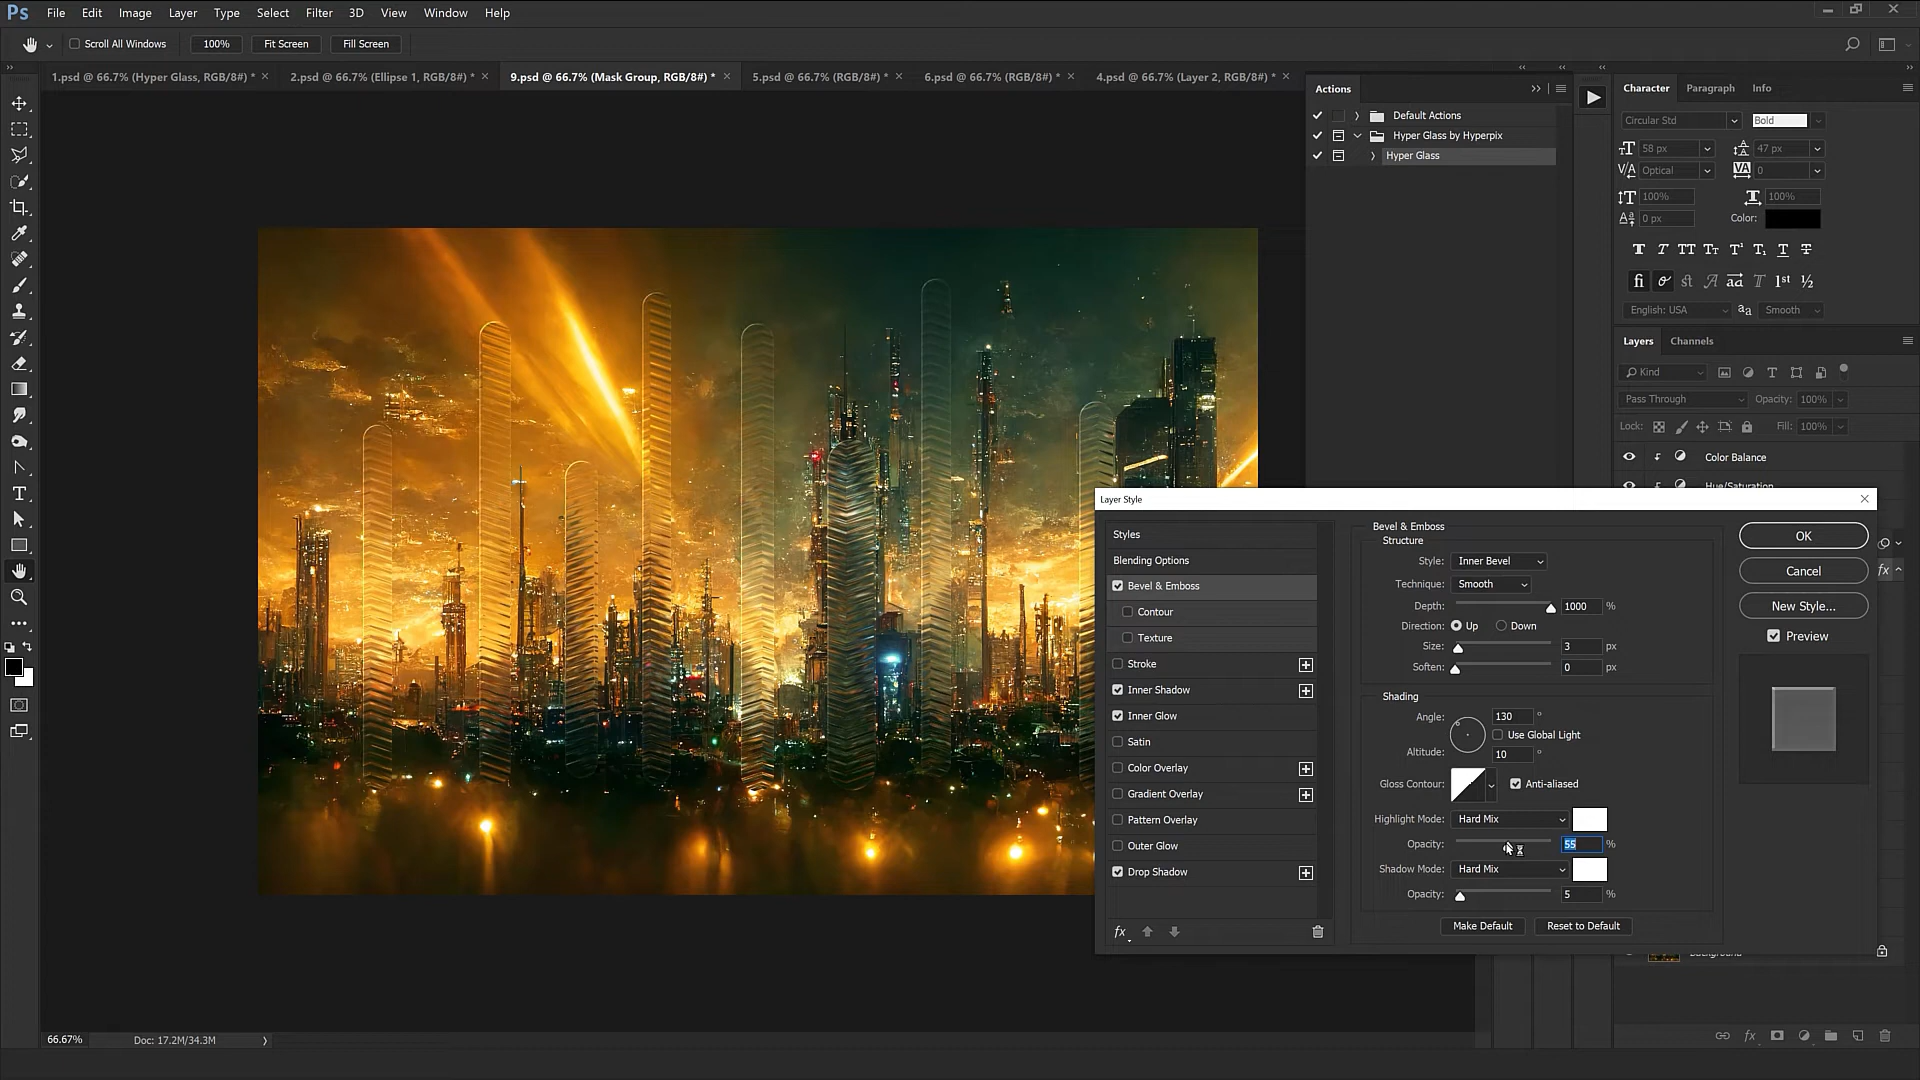 Ps File Edit Image Layer Type Select Filter 3D View Window Help
Scroll All Windows 100% Fit Screen Fill Screen
1.psd @ 66.7% (Hyper Glass, RGB/8#) * 2.psd @ 66.7% (Ellipse 1, RGB/8#) * 9.psd @ 66.7% (Mask Group, RGB/8#) * 5.psd @ 66.7% (RGB/8#) * 6.psd @ 66.7% (RGB/8#) * 4.psd @ 66.7% (Layer 2, RGB/8#) *
Actions
Default Actions
Hyper Glass by Hyperpix
Hyper Glass
Character Paragraph Info
Circular Std Bold
58 px 47 px
Optical 0
100% 100%
0 px Color:
English: USA Smooth
Layers Channels
Kind
Pass Through Opacity: 100%
Lock: Fill: 100%
Color Balance
Hue/Saturation
Layer Style
Styles
Blending Options
Bevel & Emboss
Contour
Texture
Stroke
Inner Shadow
Inner Glow
Satin
Color Overlay
Gradient Overlay
Pattern Overlay
Outer Glow
Drop Shadow
fx
Bevel & Emboss
Structure
Style: Inner Bevel
Technique: Smooth
Depth: 1000 %
Direction: Up Down
Size: 3 px
Soften: 0 px
Shading
Angle: 130 °
Use Global Light
Altitude: 10 °
Gloss Contour: Anti-aliased
Highlight Mode: Hard Mix
Opacity: 55 %
Shadow Mode: Hard Mix
Opacity: 5 %
Make Default Reset to Default
OK
Cancel
New Style...
Preview
fx
Background
66.67% Doc: 17.2M/34.3M
fx